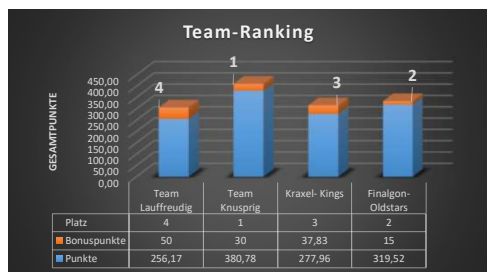 Team-Ranking
GESAMTPUNKTE
450,00
400,00
350,00
300,00
250,00
200,00
150,00
100,00
50,00
0,00
4
1
3
2
Team Lauffreudig Team Knusprig Kraxel- Kings Finalgon- Oldstars
Platz 4 1 3 2
Bonuspunkte 50 30 37,83 15
Punkte 256,17 380,78 277,96 319,52